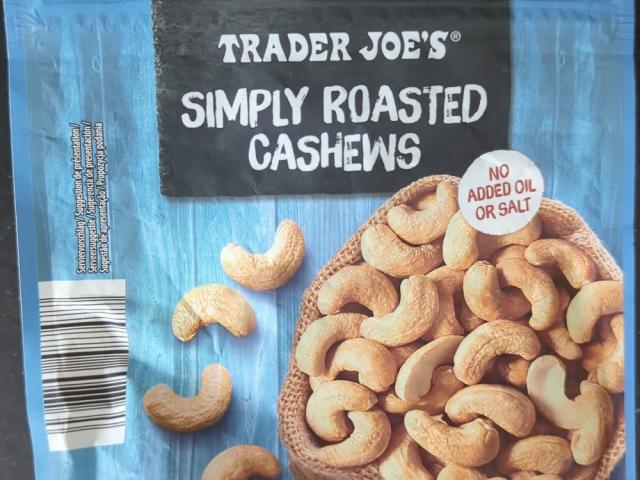 TRADER JOE'S®
SIMPLY ROASTED
CASHEWS
NO
ADDED OIL
OR SALT
Serviervorschlag / Suggestion de présentation /
Serveersuggestie / Sugerencia de presentación /
Sugestão de apresentação / Propozycja podania